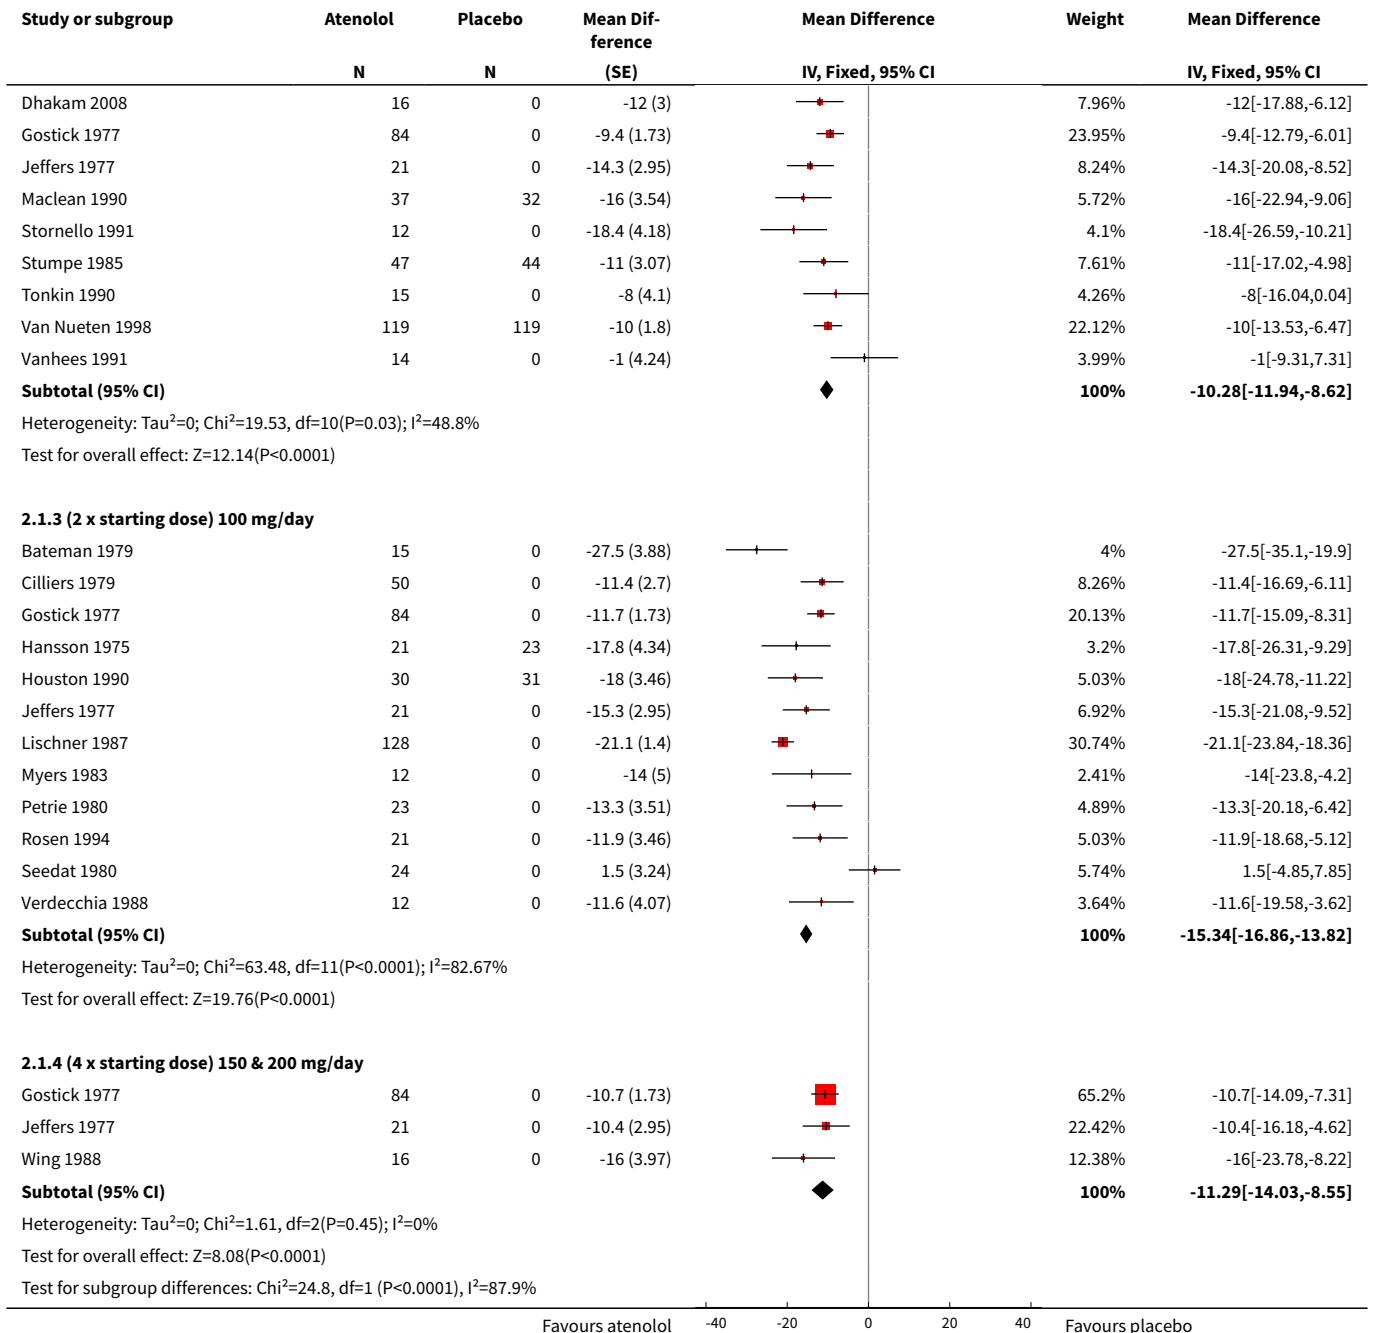 Study or subgroup Atenolol Placebo Mean Dif- Mean Difference Weight Mean Difference
ference
N N (SE) IV, Fixed, 95% CI IV, Fixed, 95% CI
Dhakam 2008 16 0 -12 (3) 7.96% -12[-17.88,-6.12]
Gostick 1977 84 0 -9.4 (1.73) 23.95% -9.4[-12.79,-6.01]
Jeffers 1977 21 0 -14.3 (2.95) 8.24% -14.3[-20.08,-8.52]
Maclean 1990 37 32 -16 (3.54) 5.72% -16[-22.94,-9.06]
Stornello 1991 12 0 -18.4 (4.18) 4.1% -18.4[-26.59,-10.21]
Stumpe 1985 47 44 -11 (3.07) 7.61% -11[-17.02,-4.98]
Tonkin 1990 15 0 -8 (4.1) 4.26% -8[-16.04,0.04]
Van Nueten 1998 119 119 -10 (1.8) 22.12% -10[-13.53,-6.47]
Vanhees 1991 14 0 -1 (4.24) 3.99% -1[-9.31,7.31]
Subtotal (95% CI) 100% -10.28[-11.94,-8.62]
Heterogeneity: Tau²=0; Chi²=19.53, df=10(P=0.03); I²=48.8%
Test for overall effect: Z=12.14(P<0.0001)
2.1.3 (2 x starting dose) 100 mg/day
Bateman 1979 15 0 -27.5 (3.88) 4% -27.5[-35.1,-19.9]
Cilliers 1979 50 0 -11.4 (2.7) 8.26% -11.4[-16.69,-6.11]
Gostick 1977 84 0 -11.7 (1.73) 20.13% -11.7[-15.09,-8.31]
Hansson 1975 21 23 -17.8 (4.34) 3.2% -17.8[-26.31,-9.29]
Houston 1990 30 31 -18 (3.46) 5.03% -18[-24.78,-11.22]
Jeffers 1977 21 0 -15.3 (2.95) 6.92% -15.3[-21.08,-9.52]
Lischner 1987 128 0 -21.1 (1.4) 30.74% -21.1[-23.84,-18.36]
Myers 1983 12 0 -14 (5) 2.41% -14[-23.8,-4.2]
Petrie 1980 23 0 -13.3 (3.51) 4.89% -13.3[-20.18,-6.42]
Rosen 1994 21 0 -11.9 (3.46) 5.03% -11.9[-18.68,-5.12]
Seedat 1980 24 0 1.5 (3.24) 5.74% 1.5[-4.85,7.85]
Verdecchia 1988 12 0 -11.6 (4.07) 3.64% -11.6[-19.58,-3.62]
Subtotal (95% CI) 100% -15.34[-16.86,-13.82]
Heterogeneity: Tau²=0; Chi²=63.48, df=11(P<0.0001); I²=82.67%
Test for overall effect: Z=19.76(P<0.0001)
2.1.4 (4 x starting dose) 150 & 200 mg/day
Gostick 1977 84 0 -10.7 (1.73) 65.2% -10.7[-14.09,-7.31]
Jeffers 1977 21 0 -10.4 (2.95) 22.42% -10.4[-16.18,-4.62]
Wing 1988 16 0 -16 (3.97) 12.38% -16[-23.78,-8.22]
Subtotal (95% CI) 100% -11.29[-14.03,-8.55]
Heterogeneity: Tau²=0; Chi²=1.61, df=2(P=0.45); I²=0%
Test for overall effect: Z=8.08(P<0.0001)
Test for subgroup differences: Chi²=24.8, df=1 (P<0.0001), I²=87.9%
Favours atenolol -40 -20 0 20 40 Favours placebo